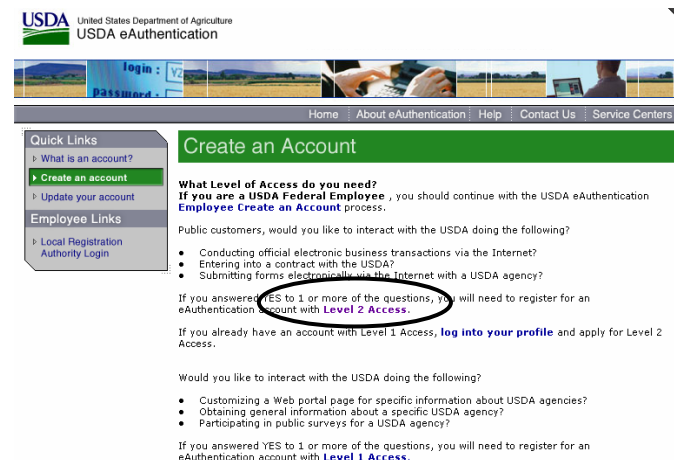 USDA United States Department of Agriculture
USDA eAuthentication
login :
password -
Home About eAuthentication Help Contact Us Service Centers
Quick Links
What is an account?
Create an account
Update your account
Employee Links
Local Registration
Authority Login
Create an Account
What Level of Access do you need?
If you are a USDA Federal Employee , you should continue with the USDA eAuthentication
Employee Create an Account process.
Public customers, would you like to interact with the USDA doing the following?
• Conducting official electronic business transactions via the Internet?
• Entering into a contract with the USDA?
• Submitting forms electronically via the Internet with a USDA agency?
If you answered YES to 1 or more of the questions, you will need to register for an
eAuthentication account with Level 2 Access.
If you already have an account with Level 1 Access, log into your profile and apply for Level 2
Access.
Would you like to interact with the USDA doing the following?
• Customizing a Web portal page for specific information about USDA agencies?
• Obtaining general information about a specific USDA agency?
• Participating in public surveys for a USDA agency?
If you answered YES to 1 or more of the questions, you will need to register for an
eAuthentication account with Level 1 Access.